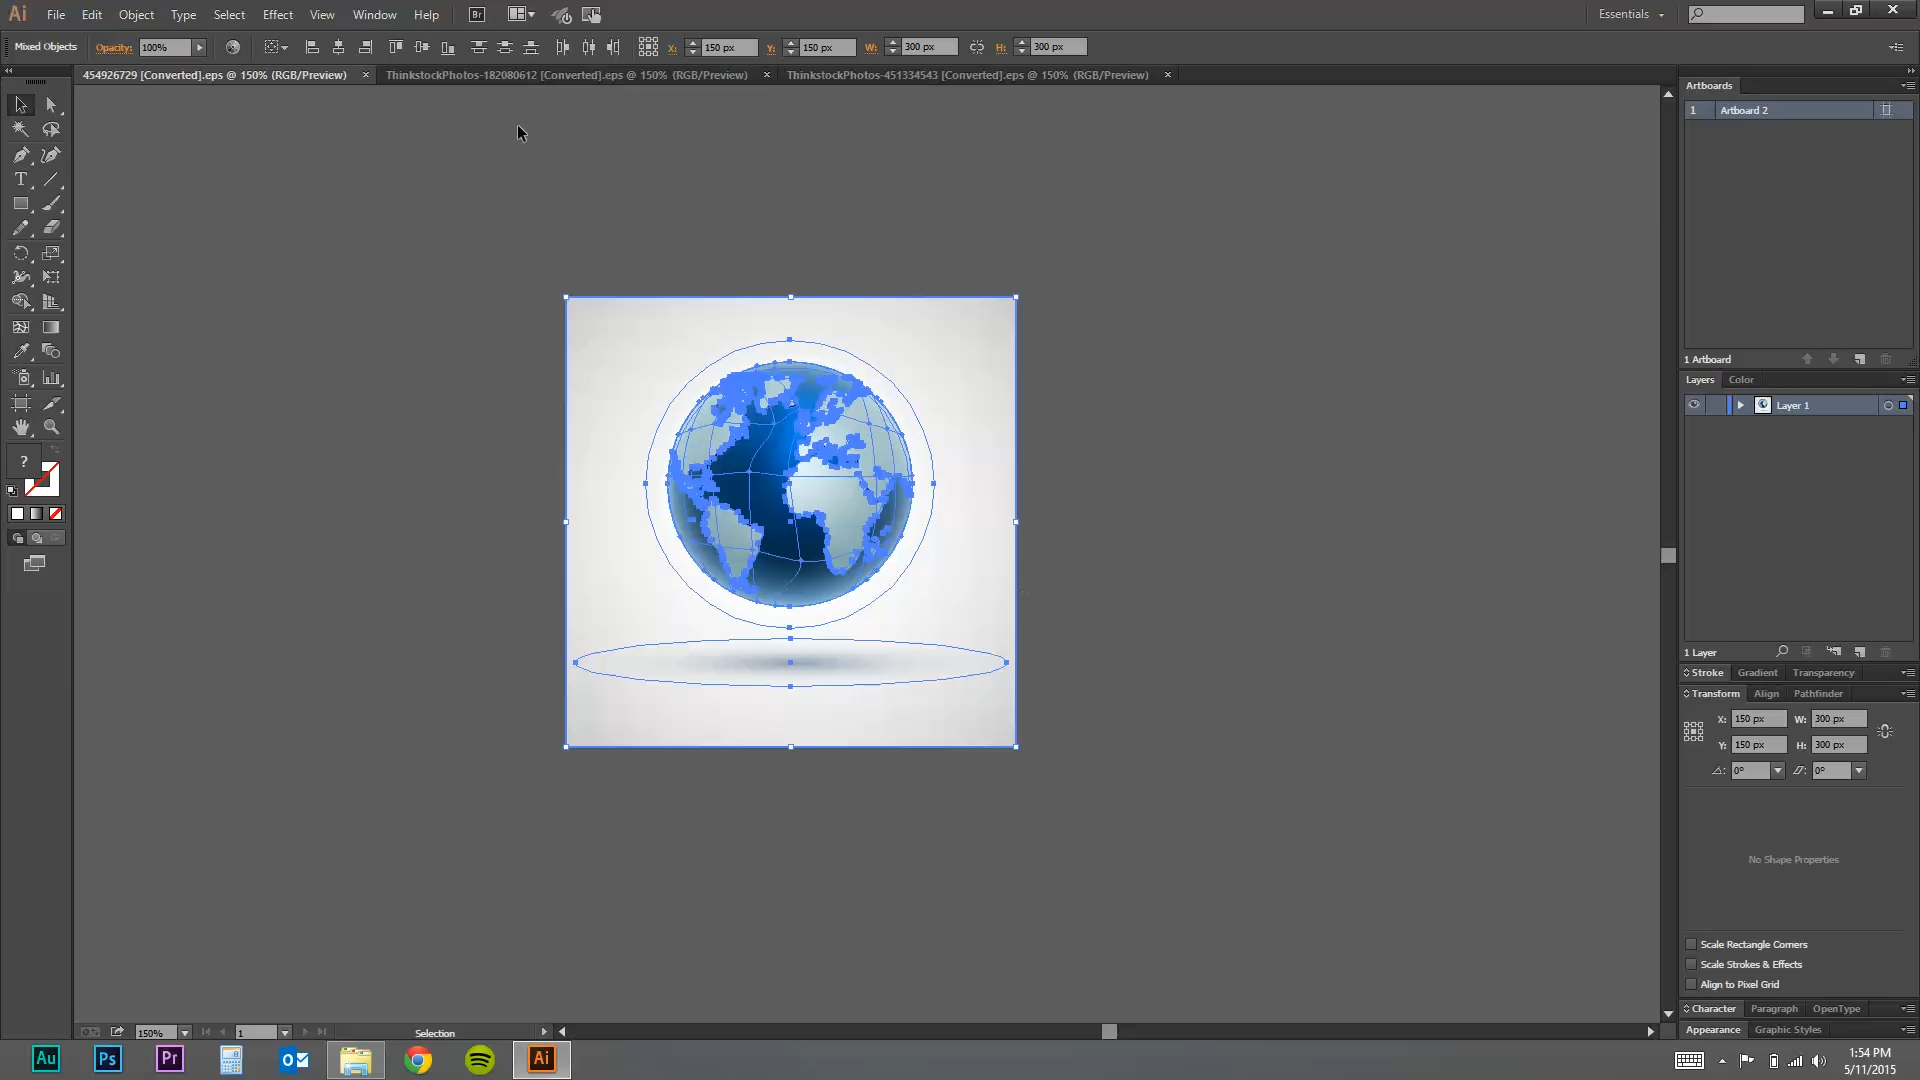 Ai File Edit Object Type Select Effect View Window Help Br Essentials
Mixed Objects Opacity: 100% X: 150 px Y: 150 px W: 300 px H: 300 px
454926729 [Converted].eps @ 150% (RGB/Preview) × ThinkstockPhotos-182080612 [Converted].eps @ 150% (RGB/Preview) × ThinkstockPhotos-451334543 [Converted].eps @ 150% (RGB/Preview) ×
Artboards
1 Artboard 2
1 Artboard
Layers Color
Layer 1
1 Layer
Stroke Gradient Transparency
Transform Align Pathfinder
X: 150 px W: 300 px
Y: 150 px H: 300 px
0° 0°
No Shape Properties
Scale Rectangle Corners
Scale Strokes & Effects
Align to Pixel Grid
Character Paragraph OpenType
Appearance Graphic Styles
T
?
150% 1 Selection
Au Ps Pr Ai
1:54 PM
5/11/2015